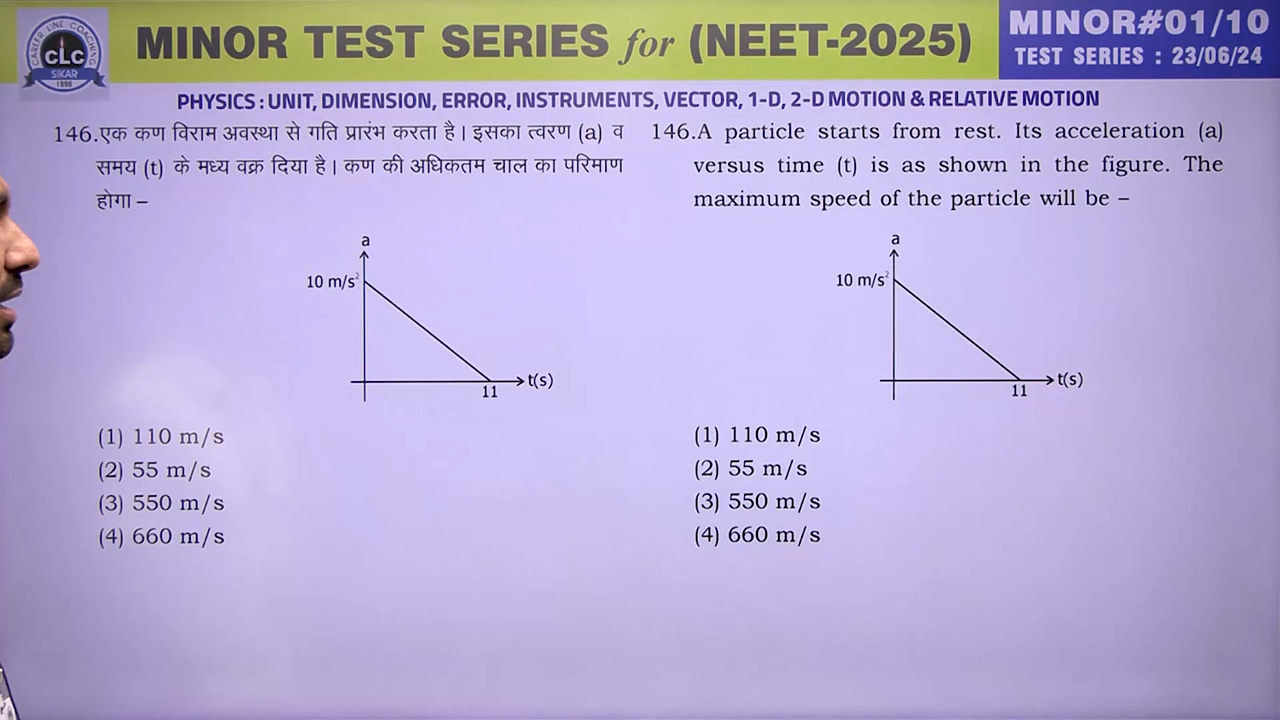 CAREER LINE COACHING
CLC
SIKAR
1996
MINOR TEST SERIES for (NEET-2025)
MINOR#01/10
TEST SERIES : 23/06/24
PHYSICS : UNIT, DIMENSION, ERROR, INSTRUMENTS, VECTOR, 1-D, 2-D MOTION & RELATIVE MOTION
146.एक कण विराम अवस्था से गति प्रारंभ करता है। इसका त्वरण (a) व
समय (t) के मध्य वक्र दिया है। कण की अधिकतम चाल का परिमाण
होगा –
a
10 m/s²
t(s)
11
(1) 110 m/s
(2) 55 m/s
(3) 550 m/s
(4) 660 m/s
146.A particle starts from rest. Its acceleration (a)
versus time (t) is as shown in the figure. The
maximum speed of the particle will be –
a
10 m/s²
t(s)
11
(1) 110 m/s
(2) 55 m/s
(3) 550 m/s
(4) 660 m/s